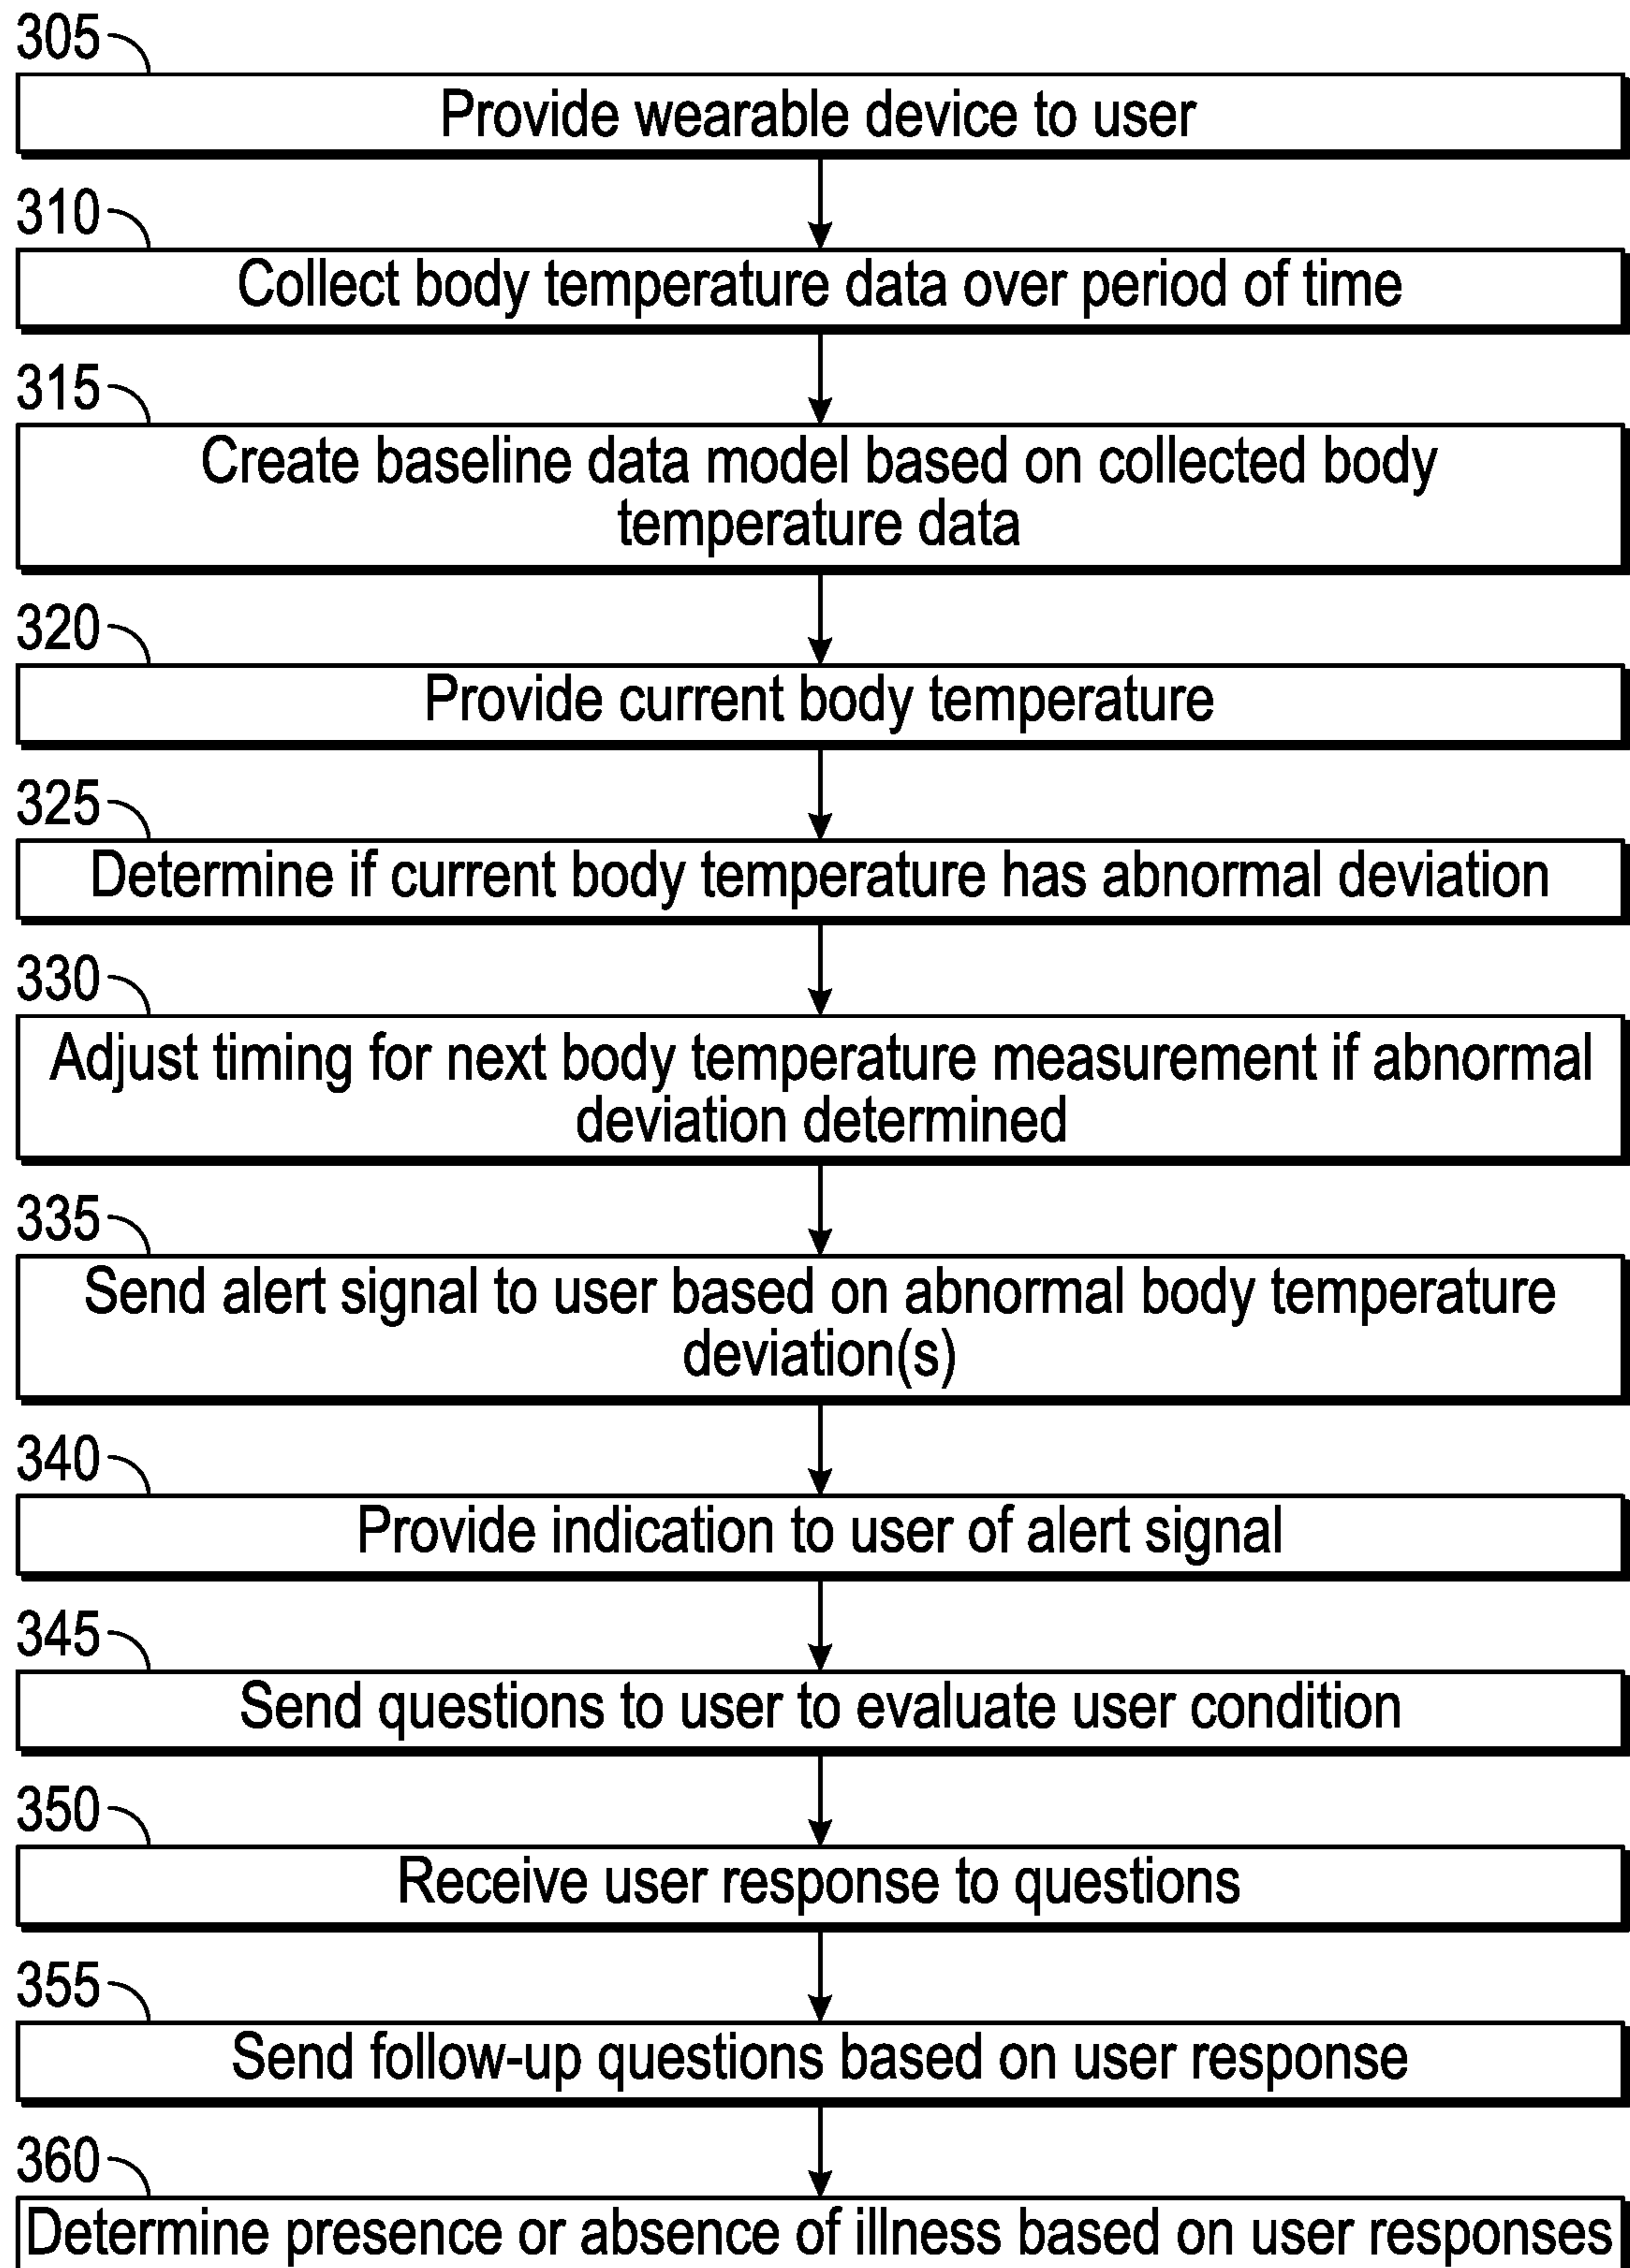 305
Provide wearable device to user
310
Collect body temperature data over period of time
315
Create baseline data model based on collected body
temperature data
320
Provide current body temperature
325
Determine if current body temperature has abnormal deviation
330
Adjust timing for next body temperature measurement if abnormal
deviation determined
335
Send alert signal to user based on abnormal body temperature
deviation(s)
340
Provide indication to user of alert signal
345
Send questions to user to evaluate user condition
350
Receive user response to questions
355
Send follow-up questions based on user response
360
Determine presence or absence of illness based on user responses